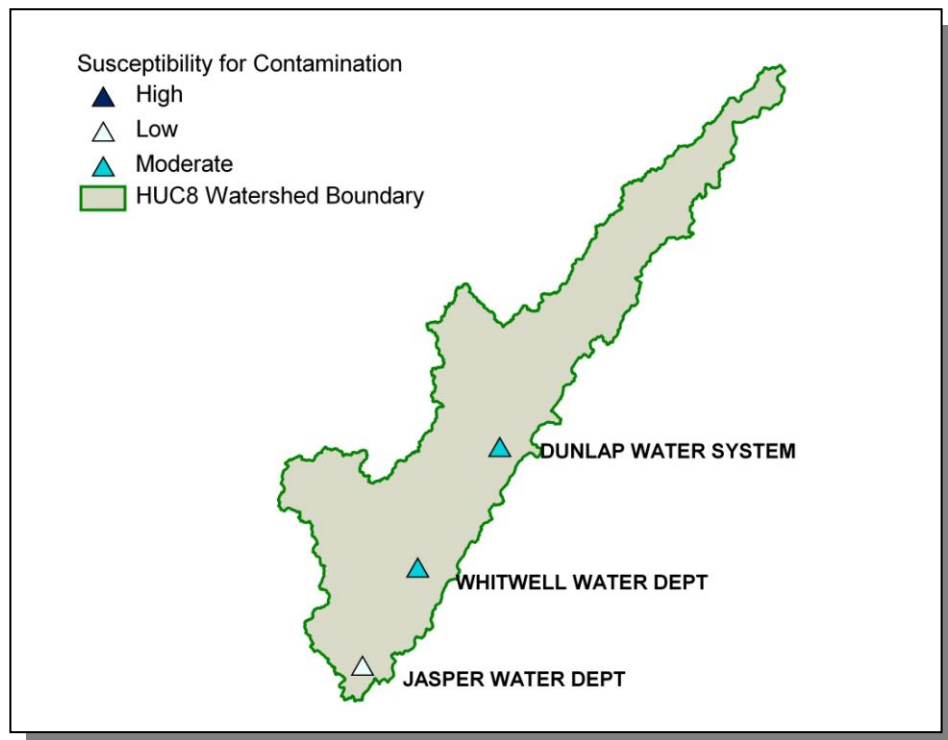 Susceptibility for Contamination
High
Low
Moderate
HUC8 Watershed Boundary
DUNLAP WATER SYSTEM
WHITWELL WATER DEPT
JASPER WATER DEPT